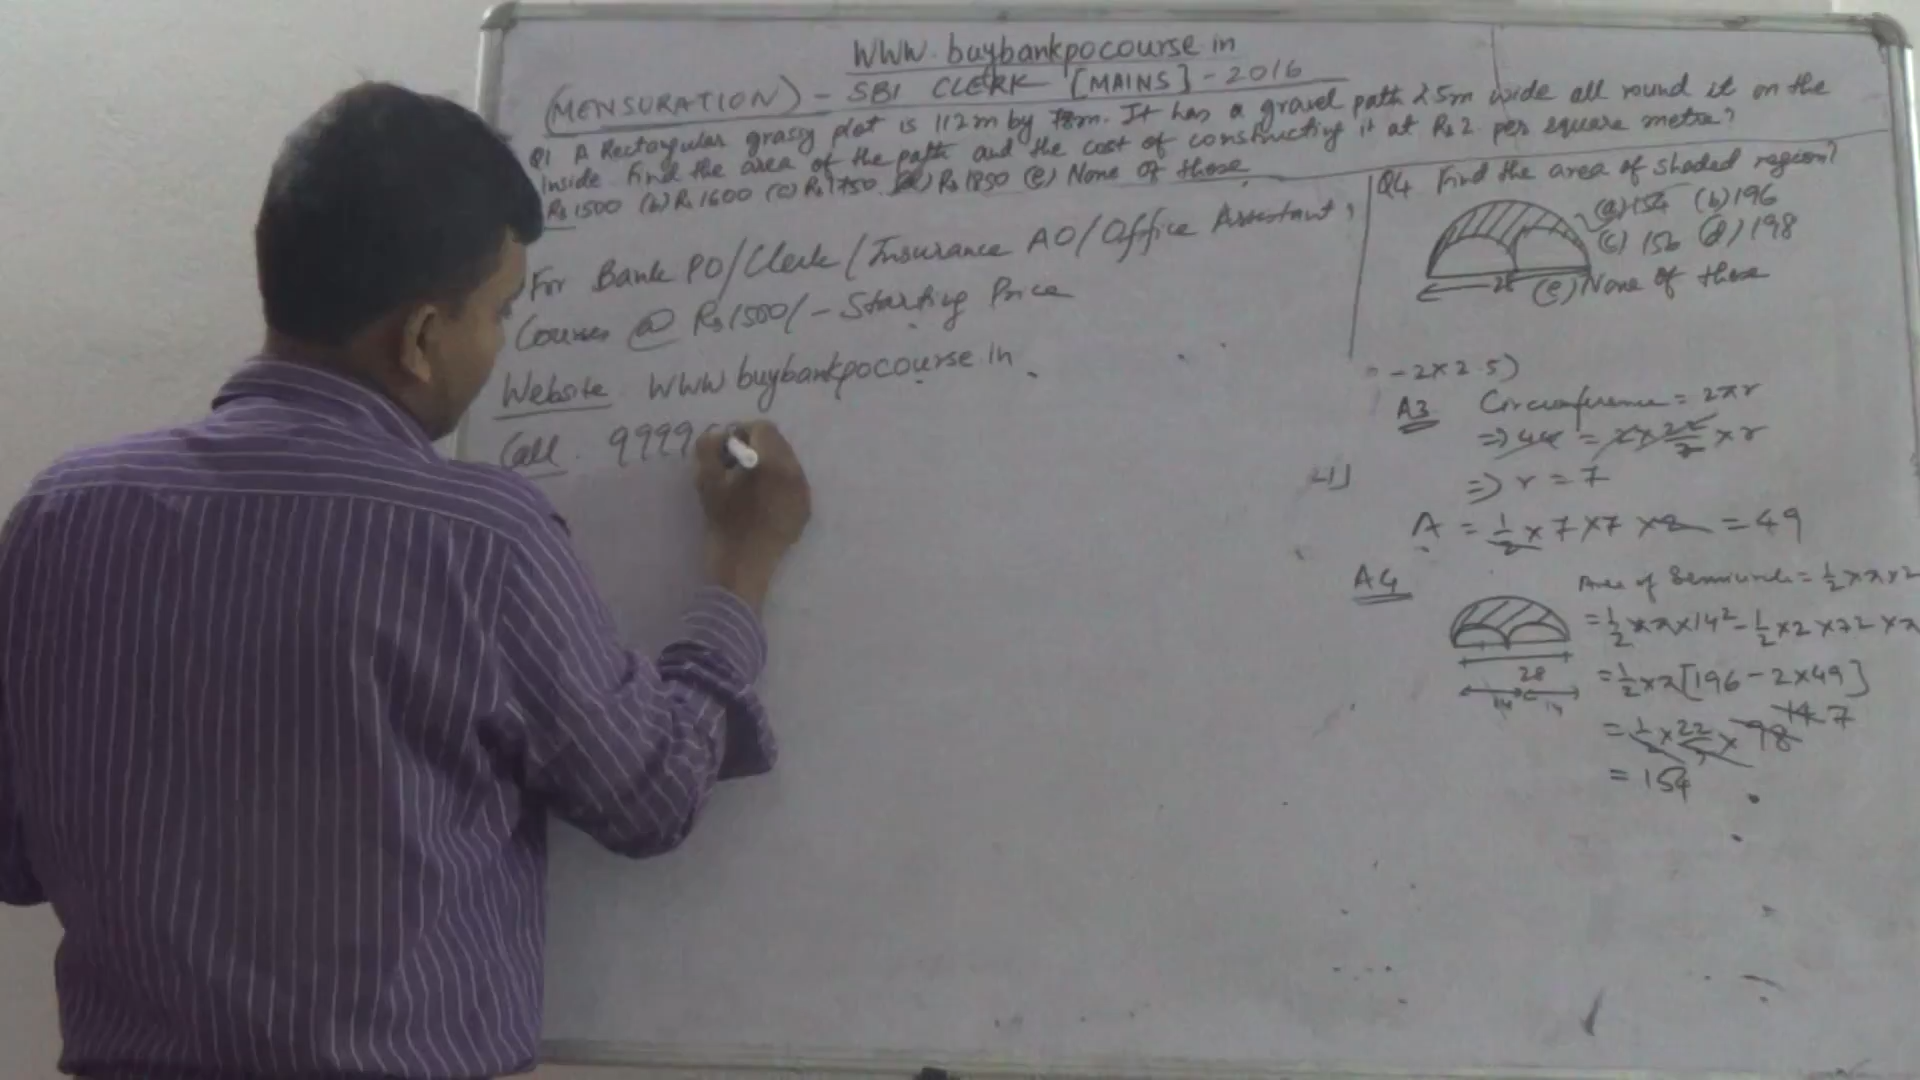 WWW.buybankpocourse.in
(MENSURATION) - SBI CLERK [MAINS] - 2016
Q1 A Rectangular grassy plot is 112m by 78m. It has a gravel path 2.5m wide all round it on the
inside. Find the area of the path and the cost of constructing it at Rs 2 per square metre?
Rs 1500 (b) Rs 1600 (c) Rs 1750 (d) Rs 1850 (e) None of these
For Bank PO/Clerk/Insurance AO/Office Assistant,
Courses @ Rs 1500/- Starting Price
Website www.buybankpocourse.in
Call. 9999
Q4 Find the area of shaded region?
(a) 154 (b) 196
(c) 156 (d) 198
28 (e) None of these
- 2×2.5)
A3 Circumference = 2πr
=> 44 = 2×22/7 ×r
=> r = 7
A = 1/2 × 7 × 7 × 2 = 49
A4 Area of Semicircle = 1/2 × π × r2
= 1/2 × π × 14² - 1/2 × 2 × 7² × π
28
= 1/2 × π [196 - 2×49]
14 14
= 1/2 × 22/7 × 98 14 7
= 154